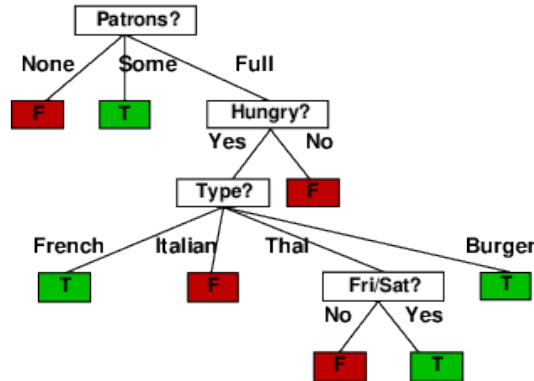 Patrons?
None Some Full
F T Hungry?
Yes No
Type? F
French Italian Thai Burger
T F Fri/Sat? T
No Yes
F T